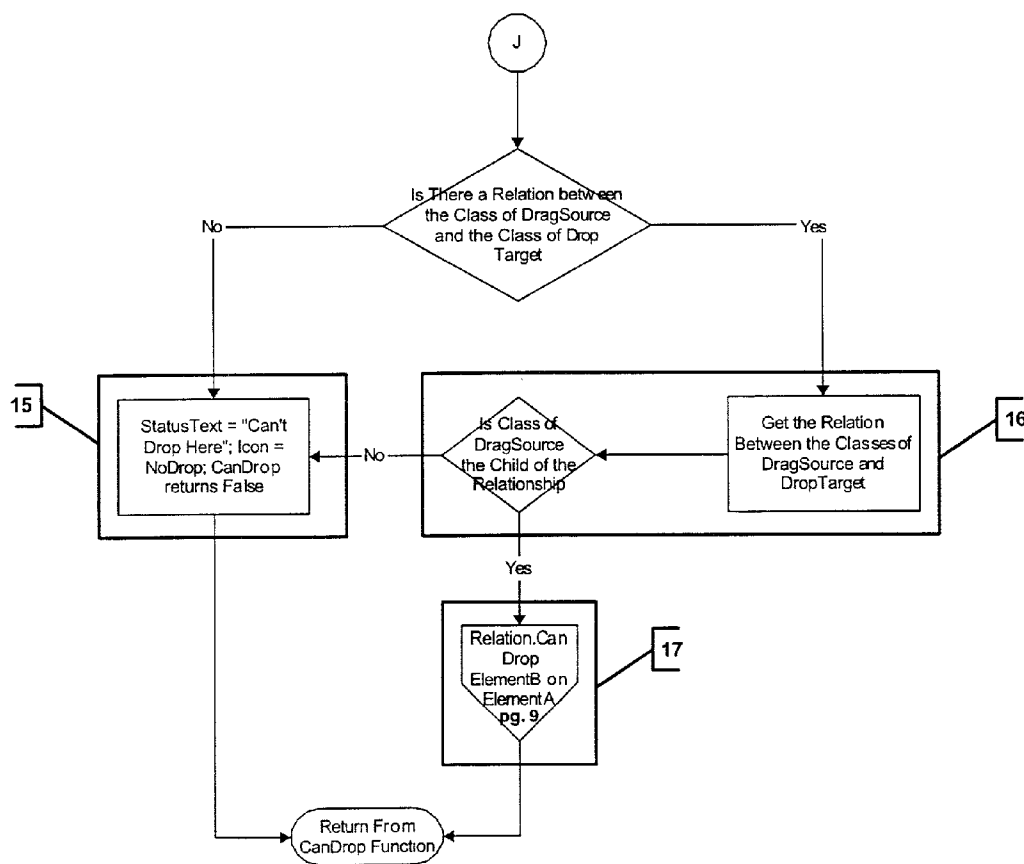 J
Is There a Relation between
the Class of DragSource
and the Class of Drop
Target
No
Yes
15
StatusText = "Can't
Drop Here"; Icon =
NoDrop; CanDrop
returns False
No
Is Class of
DragSource
the Child of the
Relationship
Get the Relation
Between the Classes of
DragSource and
DropTarget
16
Yes
Relation.Can
Drop
ElementB on
ElementA
pg. 9
17
Return From
CanDrop Function